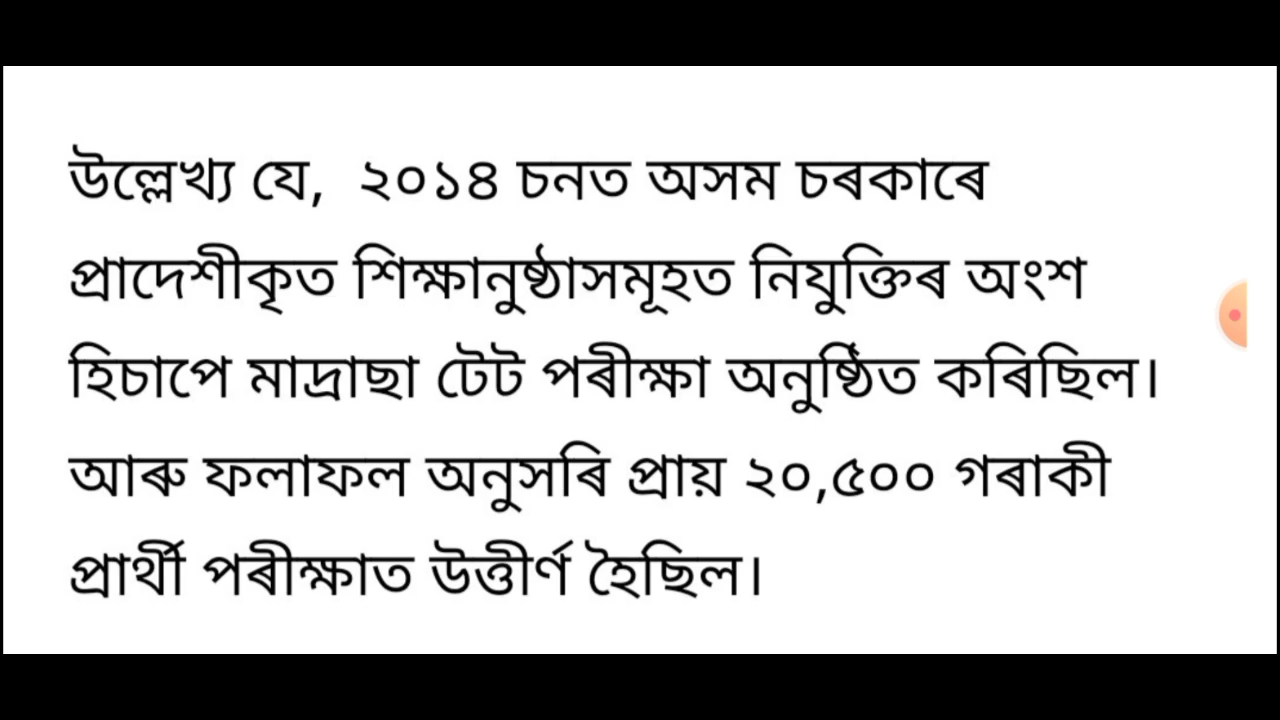 উল্লেখ্য যে, ২০১৪ চনত অসম চৰকাৰে
প্ৰাদেশীকৃত শিক্ষানুষ্ঠাসমূহত নিযুক্তিৰ অংশ
হিচাপে মাদ্ৰাছা টেট পৰীক্ষা অনুষ্ঠিত কৰিছিল।
আৰু ফলাফল অনুসৰি প্ৰায় ২০,৫০০ গৰাকী
প্ৰাৰ্থী পৰীক্ষাত উত্তীৰ্ণ হৈছিল।